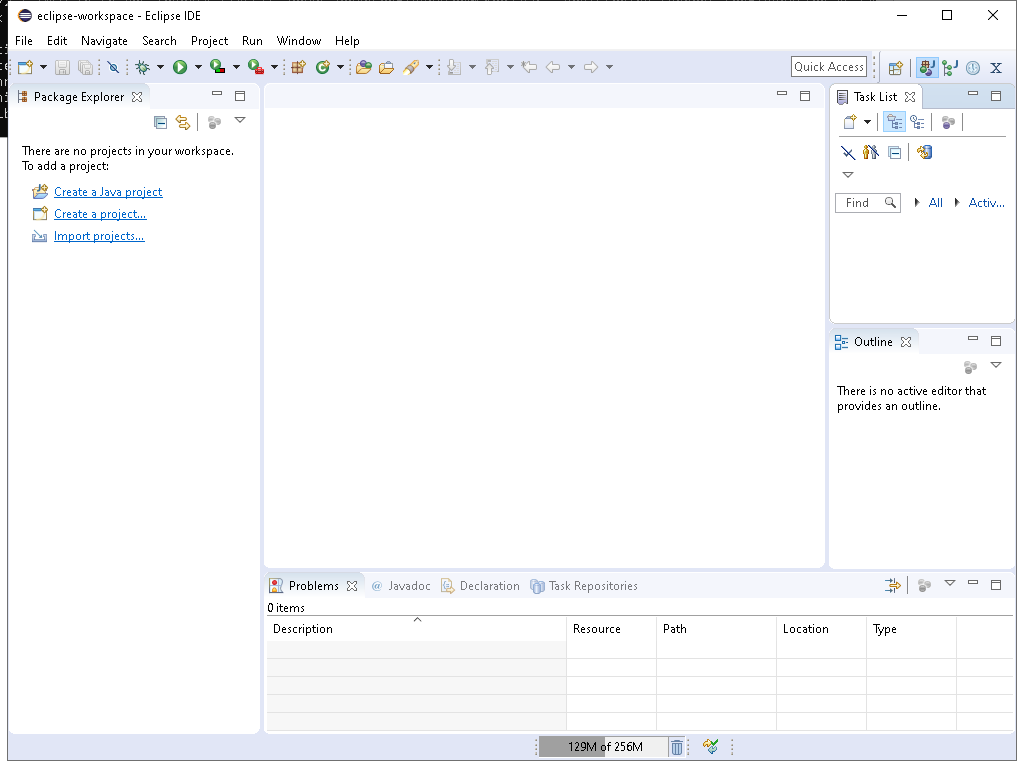 eclipse-workspace - Eclipse IDE
File Edit Navigate Search Project Run Window Help
Quick Access
Package Explorer
There are no projects in your workspace.
To add a project:
Create a Java project
Create a project...
Import projects...
Task List
Find All Activ...
Outline
There is no active editor that
provides an outline.
Problems @ Javadoc Declaration Task Repositories
0 items
Description Resource Path Location Type
129M of 256M